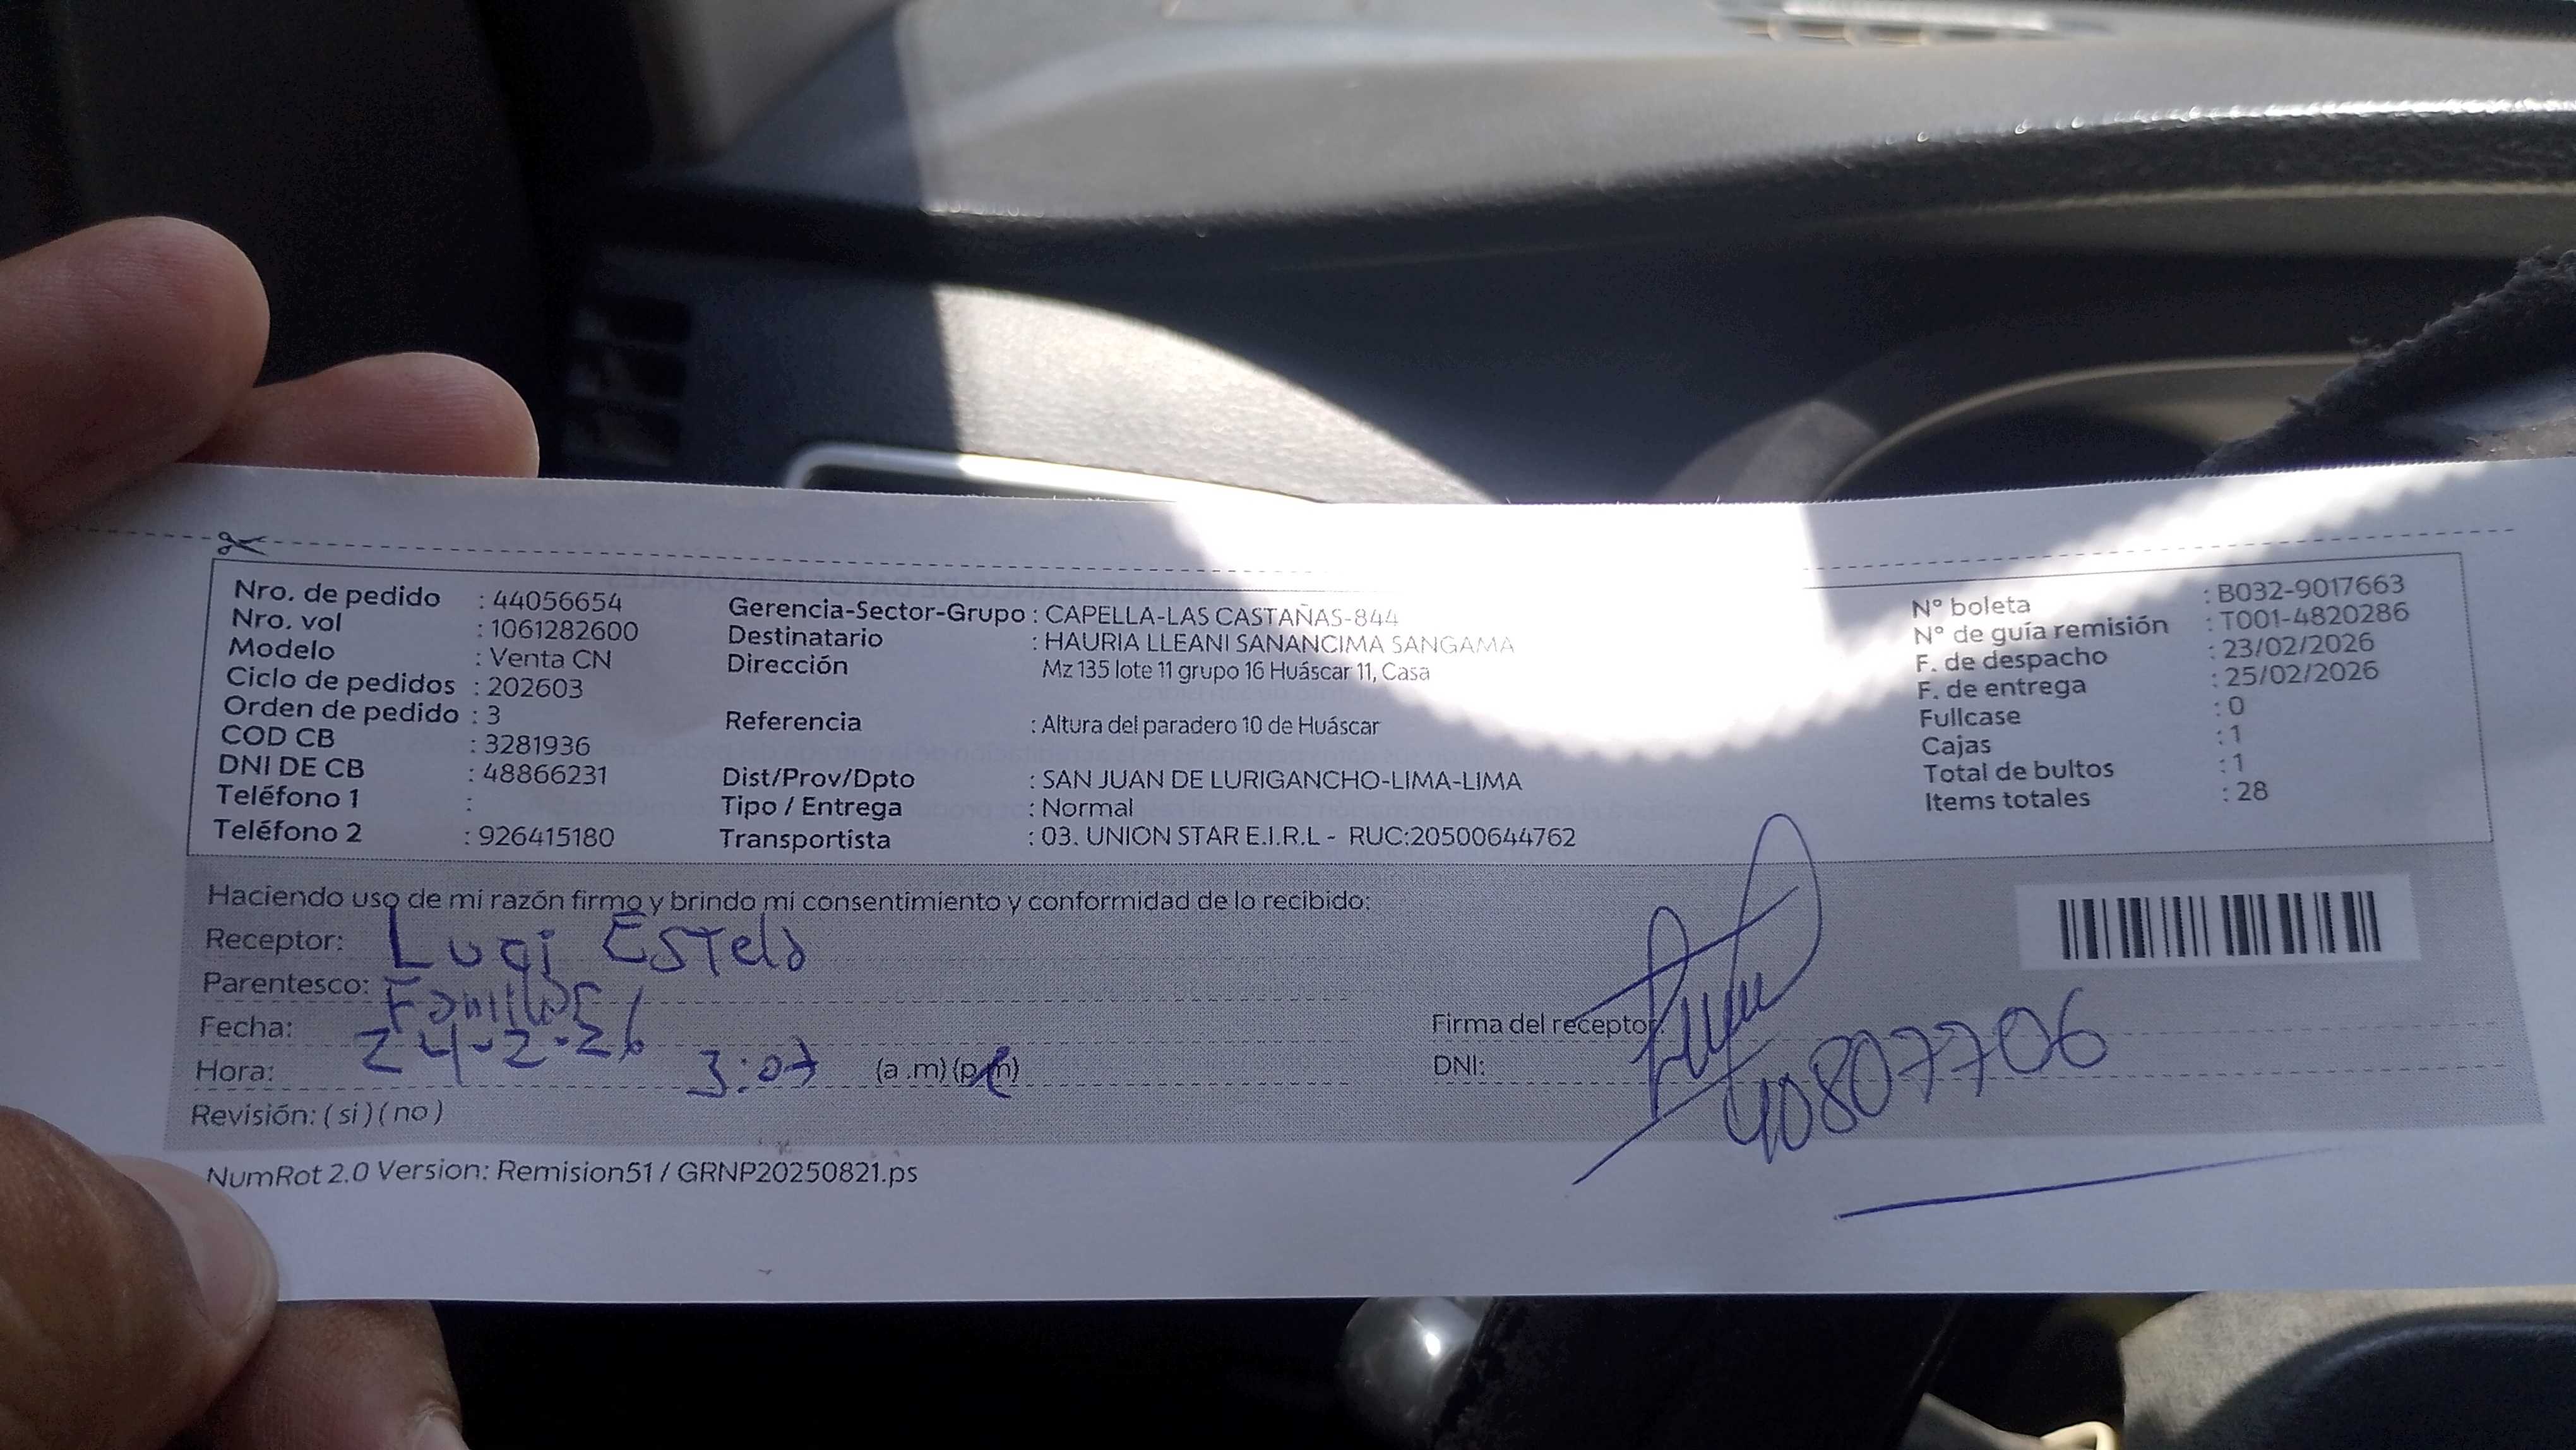 Nro. de pedido : 44056654
Nro. vol : 1061282600
Modelo : Venta CN
Ciclo de pedidos : 202603
Orden de pedido : 3
COD CB : 3281936
DNI DE CB : 48866231
Teléfono 1 :
Teléfono 2 : 926415180
Gerencia-Sector-Grupo : CAPELLA-LAS CASTAÑAS-844
Destinatario : HAURIA LLEANI SANANCIMA SANGAMA
Dirección Mz 135 lote 11 grupo 16 Huáscar 11, Casa
Referencia : Altura del paradero 10 de Huáscar
Dist/Prov/Dpto : SAN JUAN DE LURIGANCHO-LIMA-LIMA
Tipo / Entrega : Normal
Transportista : 03. UNION STAR E.I.R.L - RUC:20500644762
N° boleta : B032-9017663
N° de guía remisión : T001-4820286
F. de despacho : 23/02/2026
F. de entrega : 25/02/2026
Fullcase : 0
Cajas : 1
Total de bultos : 1
Items totales : 28
Haciendo uso de mi razón firmo y brindo mi consentimiento y conformidad de lo recibido:
Receptor: Luqi Estela
Parentesco: Familiar
Fecha: 24-2-26
Hora: 3:07 (a .m) (p.m)
Revisión: ( si ) ( no )
Firma del receptor:
DNI: 40807706
NumRot 2.0 Version: Remision51 / GRNP20250821.ps